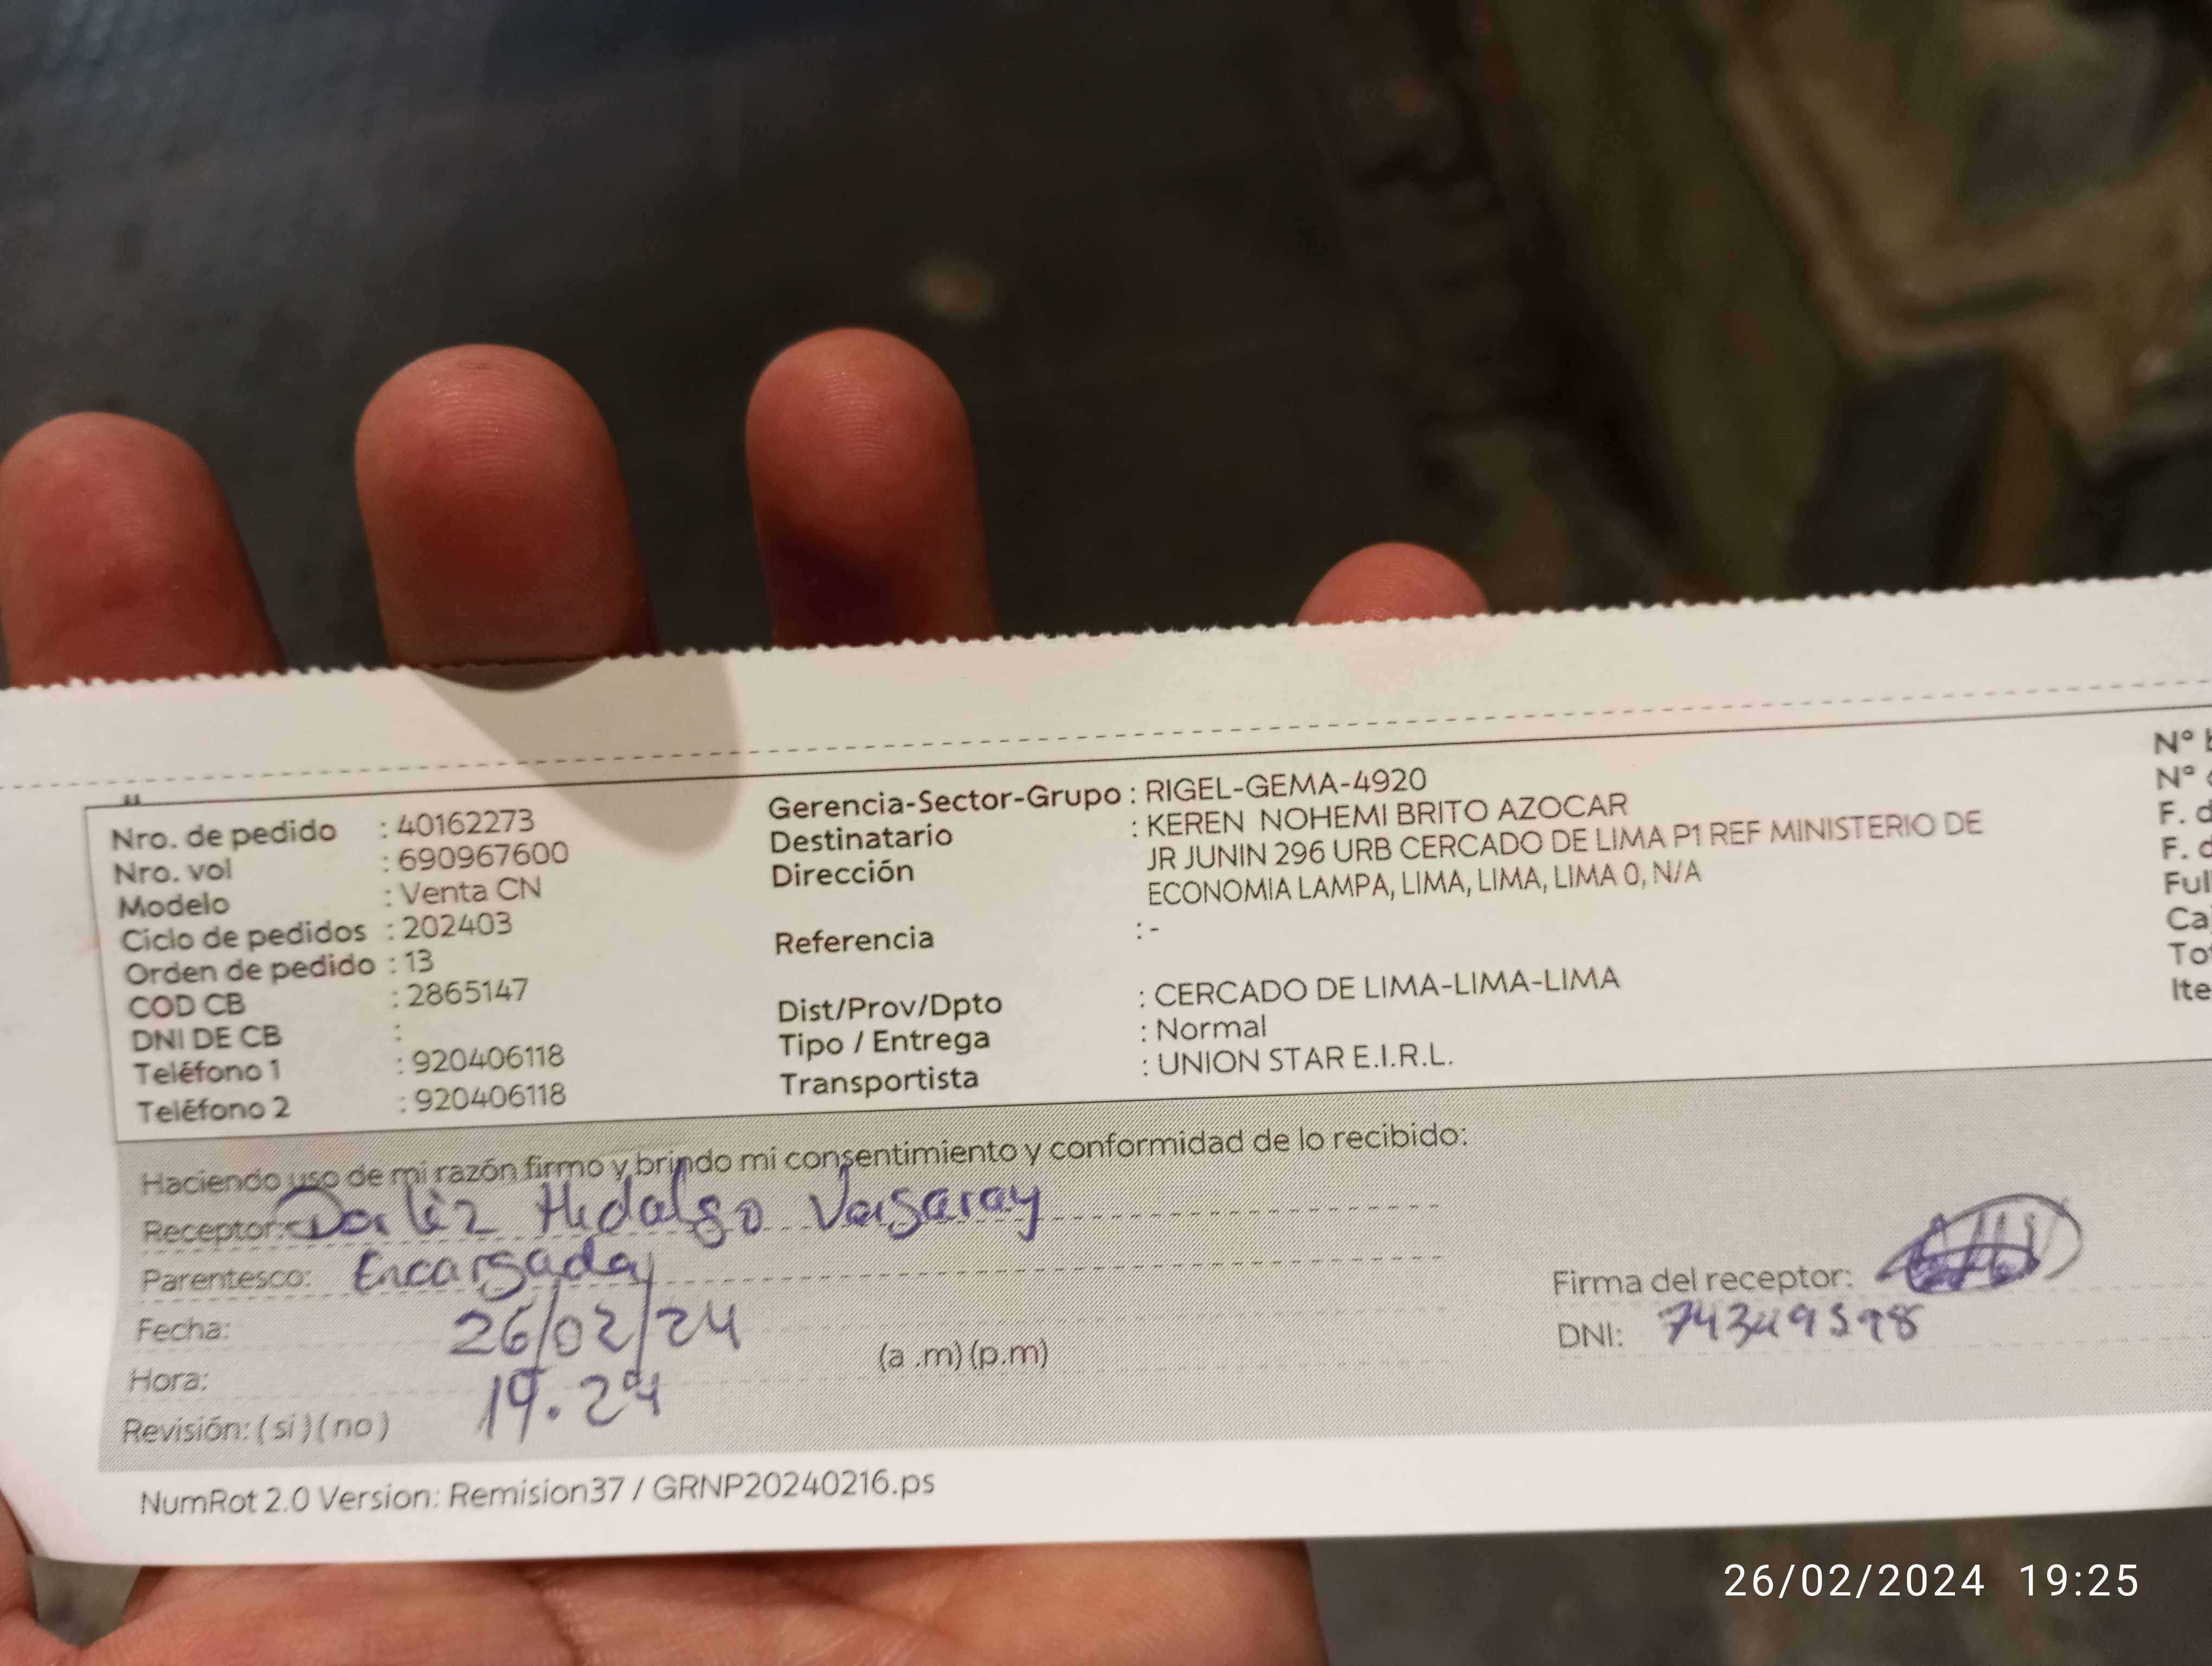 Nro. de pedido : 40162273
Nro. vol : 690967600
Modelo : Venta CN
Ciclo de pedidos : 202403
Orden de pedido : 13
COD CB : 2865147
DNI DE CB :
Teléfono 1 : 920406118
Teléfono 2 : 920406118
Gerencia-Sector-Grupo : RIGEL-GEMA-4920
Destinatario : KEREN NOHEMI BRITO AZOCAR
Dirección JR JUNIN 296 URB CERCADO DE LIMA P1 REF MINISTERIO DE
ECONOMIA LAMPA, LIMA, LIMA, LIMA 0, N/A
Referencia : -
Dist/Prov/Dpto : CERCADO DE LIMA-LIMA-LIMA
Tipo / Entrega : Normal
Transportista : UNION STAR E.I.R.L.
N°
N°
F. d
F. d
Ful
Ca
To
Ite
Haciendo uso de mi razón firmo y brindo mi consentimiento y conformidad de lo recibido:
Receptor: Hidalgo
Parentesco: Encargada
Fecha: 26/02/24
Hora: 19.24 (a .m) (p.m)
Revisión: ( si ) ( no )
Firma del receptor:
DNI:
NumRot 2.0 Version: Remision37 / GRNP20240216.ps
26/02/2024 19:25